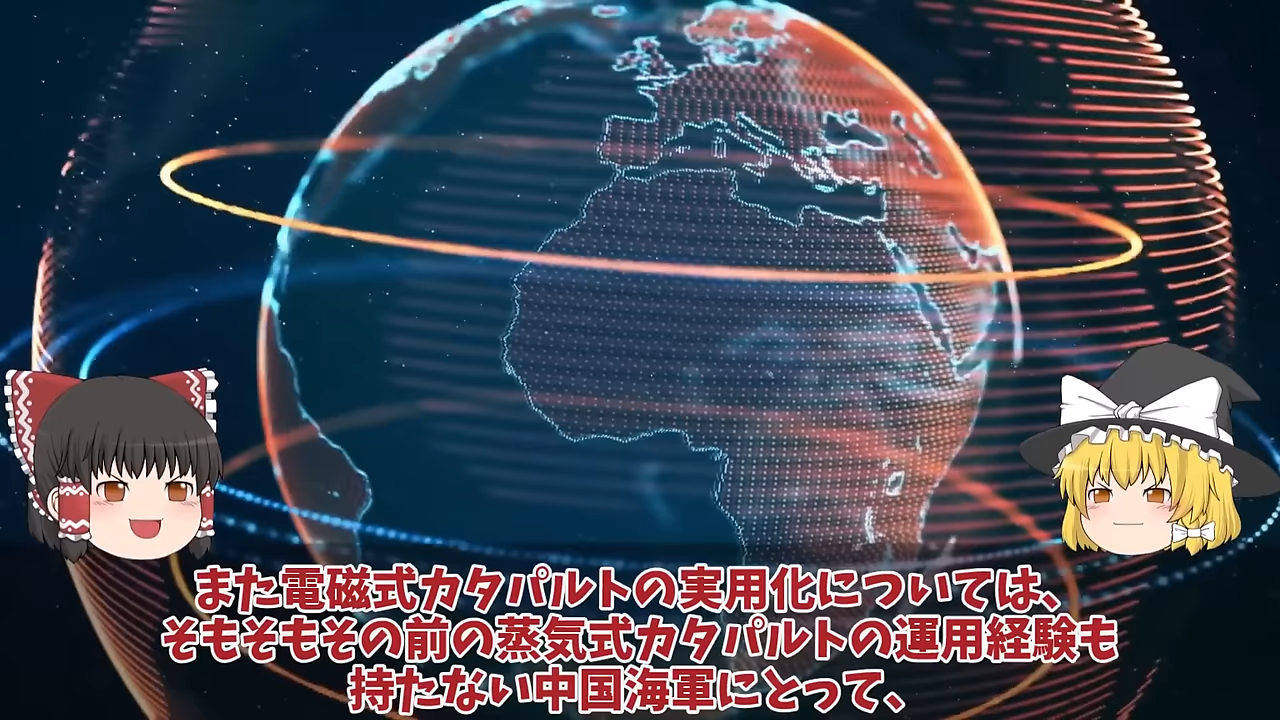 また電磁式カタパルトの実用化については、
そもそもその前の蒸気式カタパルトの運用経験も
持たない中国海軍にとって、